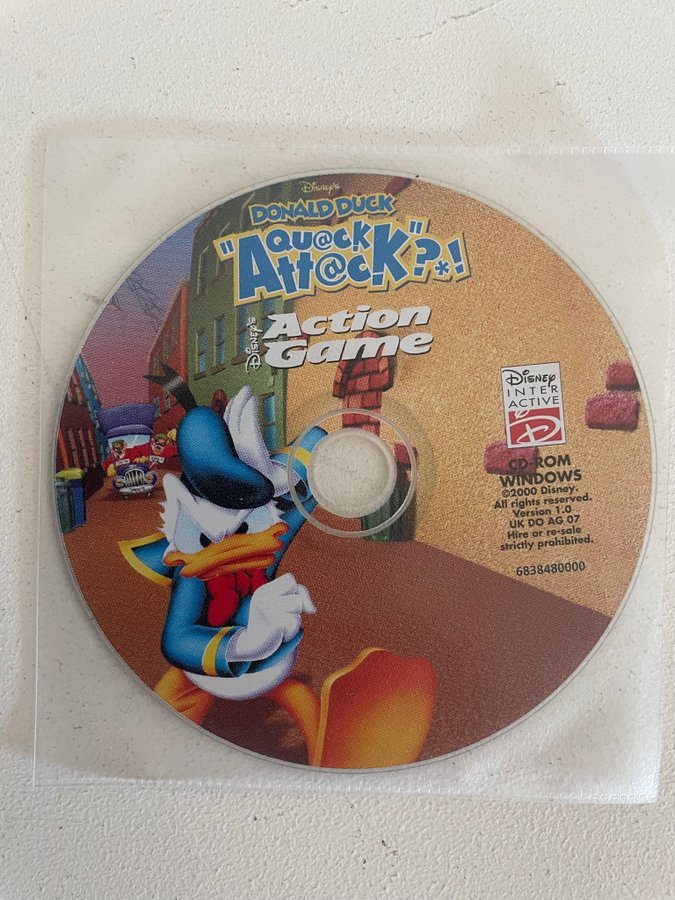 Disney's
DONALD DUCK
"QU@CK
Att@cK"?*!
Disney's
Action
Game
Disney
INTER
ACTIVE
D
CD-ROM
WINDOWS
©2000 Disney.
All rights reserved.
Version 1.0
UK DO AG 07
Hire or re-sale
strictly prohibited.
6838480000